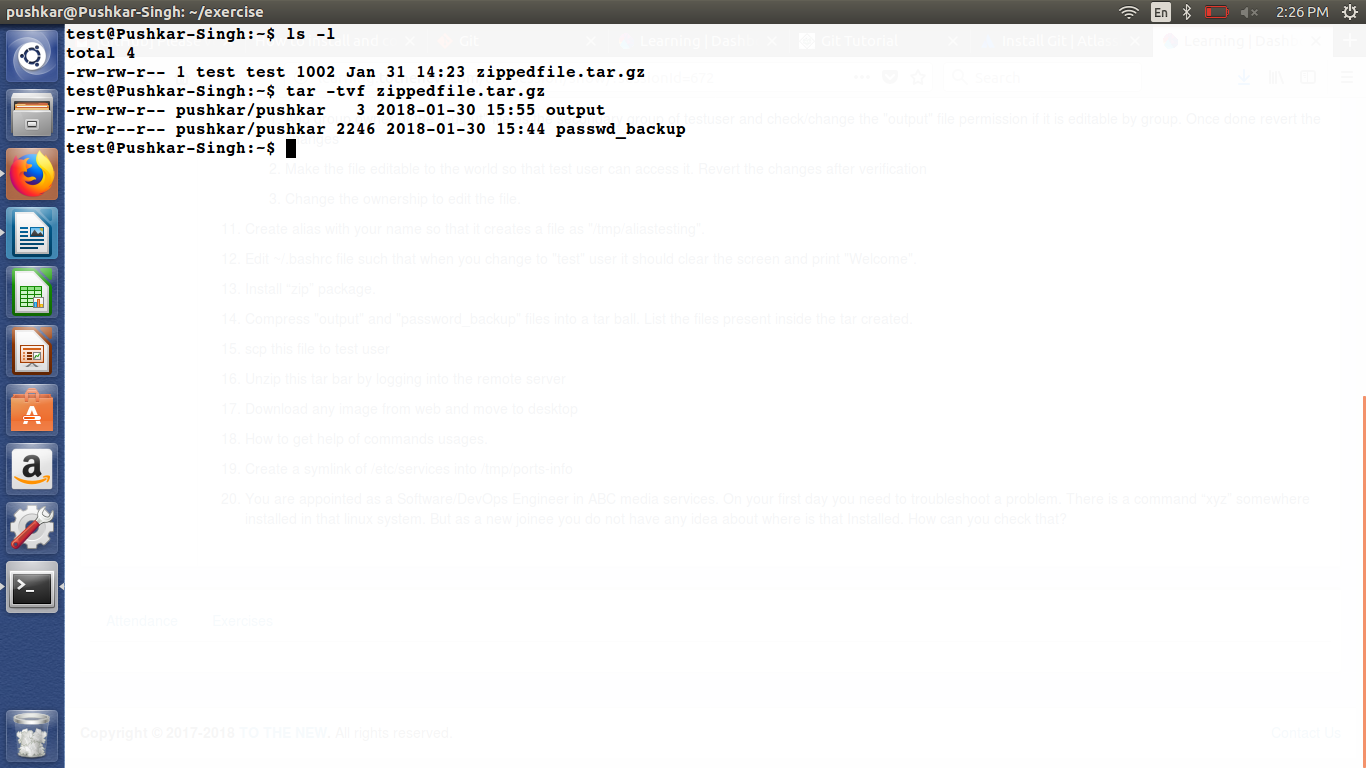 pushkar@Pushkar-Singh: ~/exercise
En
2:26 PM
test@Pushkar-Singh:~$ ls -l
total 4
-rw-rw-r-- 1 test test 1002 Jan 31 14:23 zippedfile.tar.gz
test@Pushkar-Singh:~$ tar -tvf zippedfile.tar.gz
-rw-rw-r-- pushkar/pushkar   3 2018-01-30 15:55 output
-rw-r--r-- pushkar/pushkar 2246 2018-01-30 15:44 passwd_backup
test@Pushkar-Singh:~$
How to install and
Git
Learning | Dash
Git Tutorial
Install Git | Atla
Learning | Dash
Search
group of testuser and check/change the "output" file permission if it is editable by group. Once done revert the
2. Make the file editable to the world so that test user can access it. Revert the changes after verification
3. Change the ownership to edit the file.
11. Create alias with your name so that it creates a file as "/tmp/aliastesting".
12. Edit ~/.bashrc file such that when you change to "test" user it should clear the screen and print "Welcome".
13. Install "zip" package.
14. Compress "output" and "password_backup" files into a tar ball. List the files present inside the tar created.
15. scp this file to test user
16. Unzip this tar bar by logging into the remote server
17. Download any image from web and move to desktop
18. How to get help of commands usages.
19. Create a symlink of /etc/services into /tmp/ports-info
20. You are appointed as a Software/DevOps Engineer in ABC media services. On your first day you need to troubleshoot a problem. There is a command "xyz" somewhere
installed in that linux system. But as a new joinee you do not have any idea about where is that Installed. How can you check that?
Attendance
Exercises
Copyright © 2017-2018 TO THE NEW. All rights reserved.
Contact Us